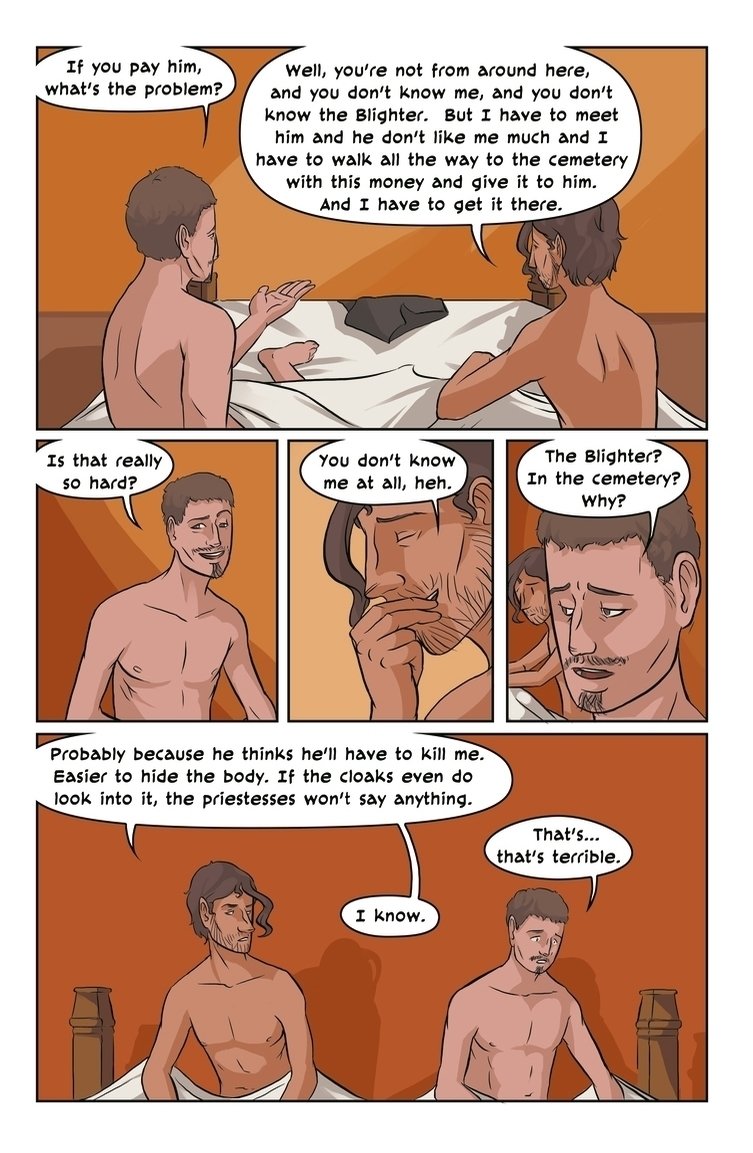 If you pay him,
what's the problem?
Well, you're not from around here,
and you don't know me, and you don't
know the Blighter. But I have to meet
him and he don't like me much and I
have to walk all the way to the cemetery
with this money and give it to him.
And I have to get it there.
Is that really
so hard?
You don't know
me at all, heh.
The Blighter?
In the cemetery?
Why?
Probably because he thinks he'll have to kill me.
Easier to hide the body. If the cloaks even do
look into it, the priestesses won't say anything.
I know.
That's...
that's terrible.